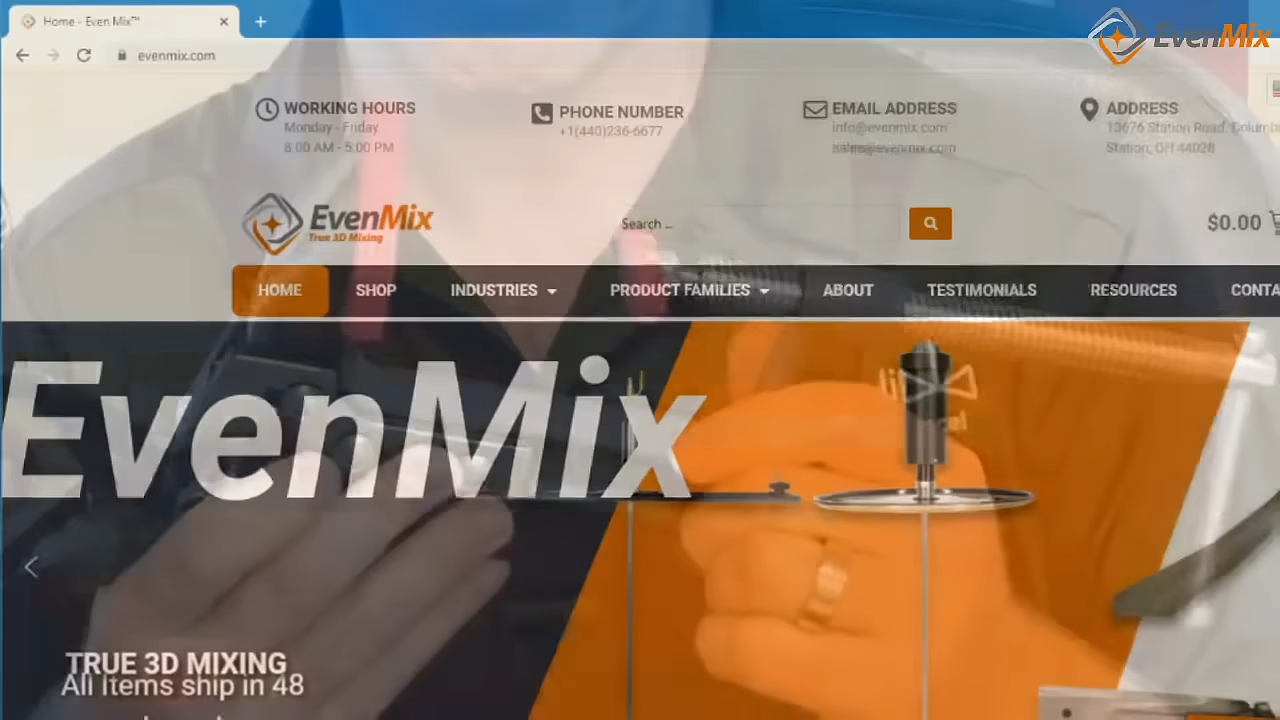 Home - Even Mix™
EvenMix
evenmix.com
WORKING HOURS
Monday - Friday
8:00 AM - 5:00 PM
PHONE NUMBER
+1(440)236-6677
EMAIL ADDRESS
info@evenmix.com
sales@evenmix.com
ADDRESS
13676 Station Road, Columb
Station, OH 44028
EvenMix
True 3D Mixing
Search ...
$0.00
HOME
SHOP
INDUSTRIES
PRODUCT FAMILIES
ABOUT
TESTIMONIALS
RESOURCES
CONTA
EvenMix
TRUE 3D MIXING
All Items ship in 48